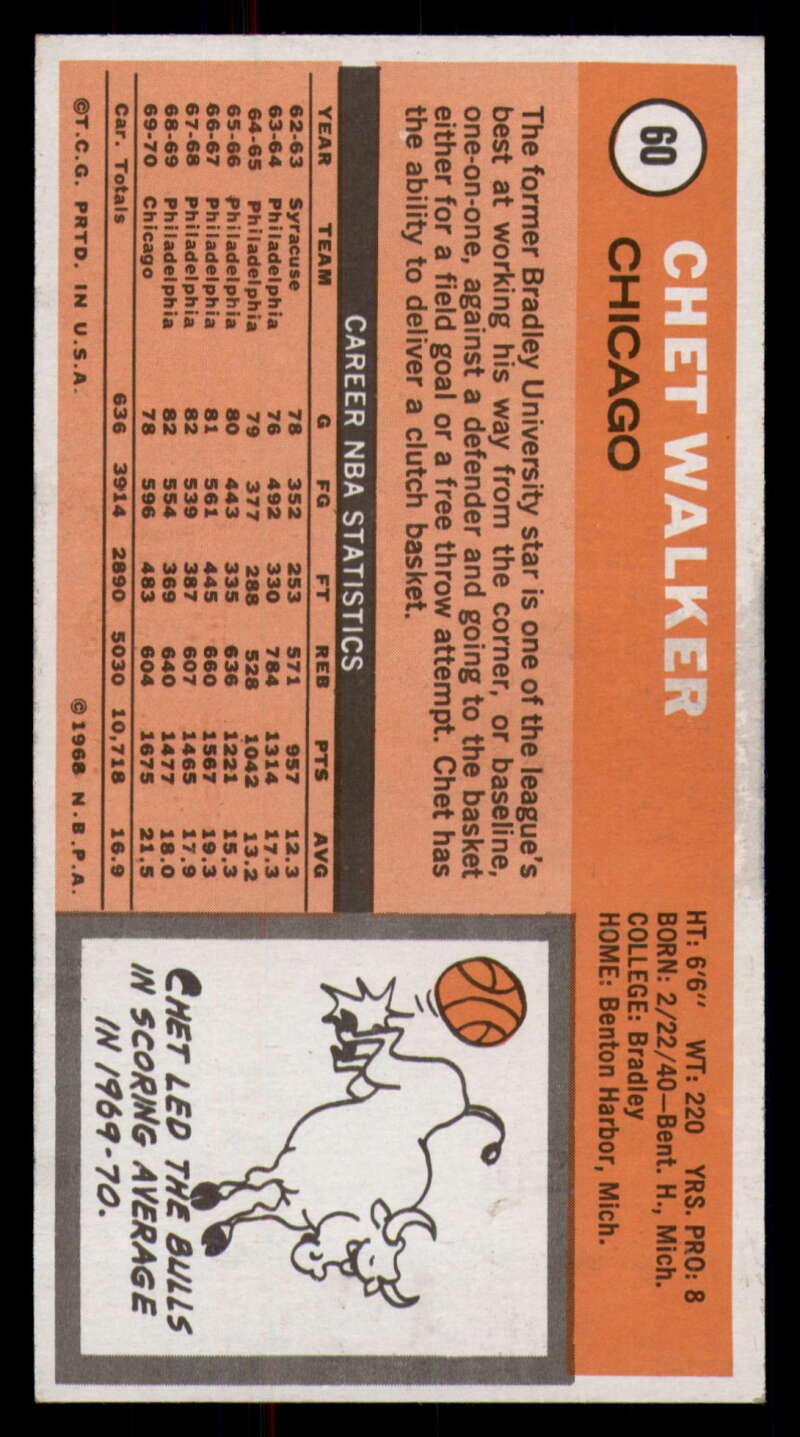 60
CHET WALKER
CHICAGO
HT: 6'6" WT: 220 YRS. PRO: 8
BORN: 2/22/40—Bent. H., Mich.
COLLEGE: Bradley
HOME: Benton Harbor, Mich.
The former Bradley University star is one of the league's
best at working his way from the corner, or baseline,
one-on-one, against a defender and going to the basket
either for a field goal or a free throw attempt. Chet has
the ability to deliver a clutch basket.
CAREER NBA STATISTICS
YEAR TEAM G FG FT REB PTS AVG
62-63 Syracuse 78 352 253 571 957 12.3
63-64 Philadelphia 76 492 330 784 1314 17.3
64-65 Philadelphia 79 377 288 528 1042 13.2
65-66 Philadelphia 80 443 335 636 1221 15.3
66-67 Philadelphia 81 561 445 660 1567 19.3
67-68 Philadelphia 82 539 387 607 1465 17.9
68-69 Philadelphia 82 554 369 640 1477 18.0
69-70 Chicago 78 596 483 604 1675 21.5
Car. Totals 636 3914 2890 5030 10,718 16.9
©T.C.G. PRTD. IN U.S.A. ©1968 N.B.P.A.
CHET LED THE BULLS
IN SCORING AVERAGE
IN 1969-70.